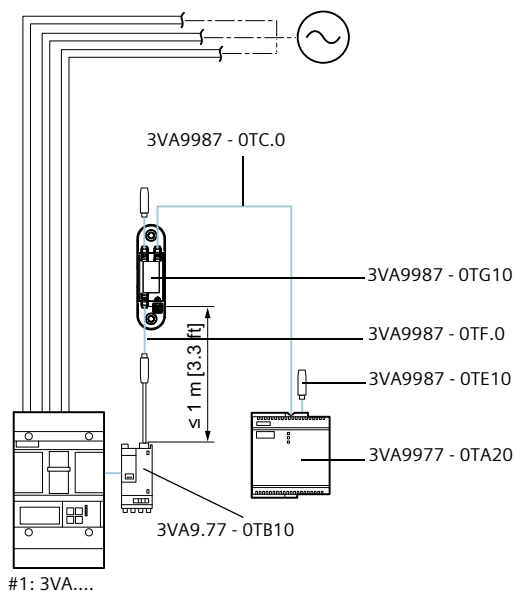 3VA9987 - 0TC.0
3VA9987 - 0TG10
3VA9987 - 0TF.0
≤ 1 m [3.3 ft]
3VA9987 - 0TE10
3VA9977 - 0TA20
3VA9.77 - 0TB10
#1: 3VA....